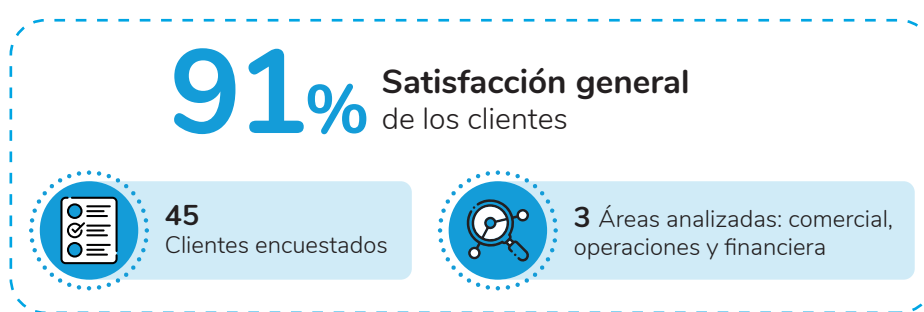 91% Satisfacción general
de los clientes
45
Clientes encuestados
3 Áreas analizadas: comercial,
operaciones y financiera